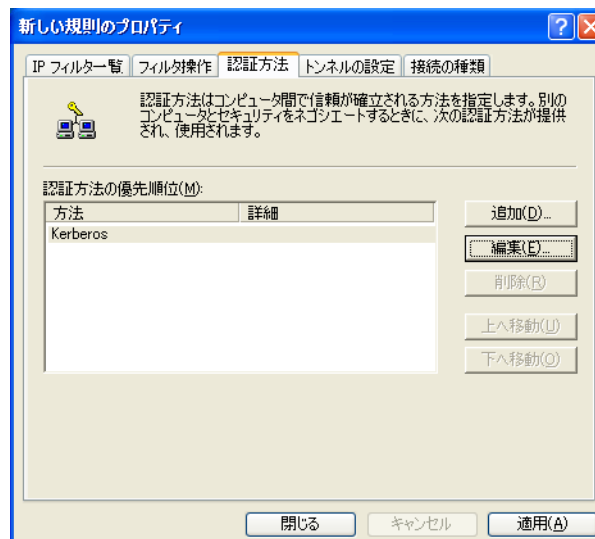 新しい規則のプロパティ
IP フィルタ一覧 フィルタ操作 認証方法 トンネルの設定 接続の種類
認証方法はコンピュータ間で信頼が確立される方法を指定します。別の
コンピュータとセキュリティをネゴシエートするときに、次の認証方法が提供
され、使用されます。
認証方法の優先順位(M):
方法 詳細
Kerberos
追加(D)...
編集(E)...
削除(R)
上へ移動(U)
下へ移動(O)
閉じる キャンセル 適用(A)